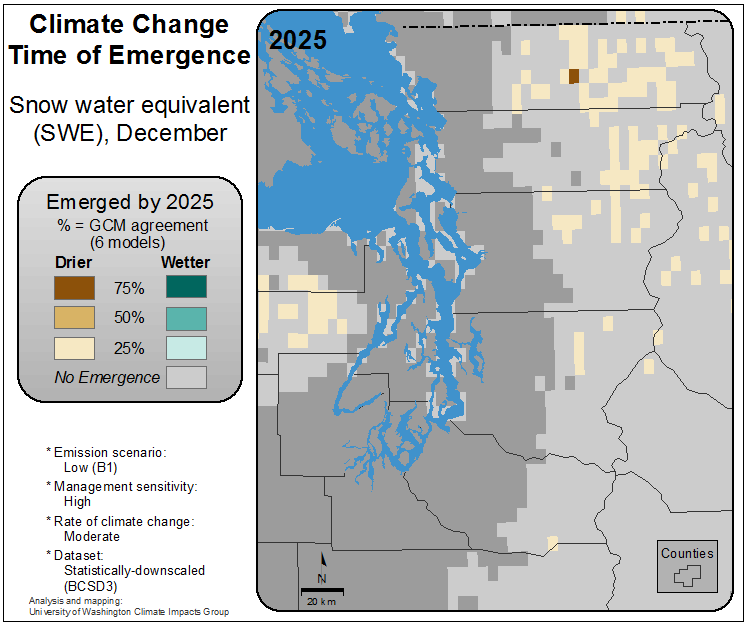 Climate Change
Time of Emergence
Snow water equivalent
(SWE), December
Emerged by 2025
% = GCM agreement
(6 models)
Drier Wetter
75%
50%
25%
No Emergence
* Emission scenario:
Low (B1)
* Management sensitivity:
High
* Rate of climate change:
Moderate
* Dataset:
Statistically-downscaled
(BCSD3)
Analysis and mapping:
University of Washington Climate Impacts Group
2025
N
20 km
Counties